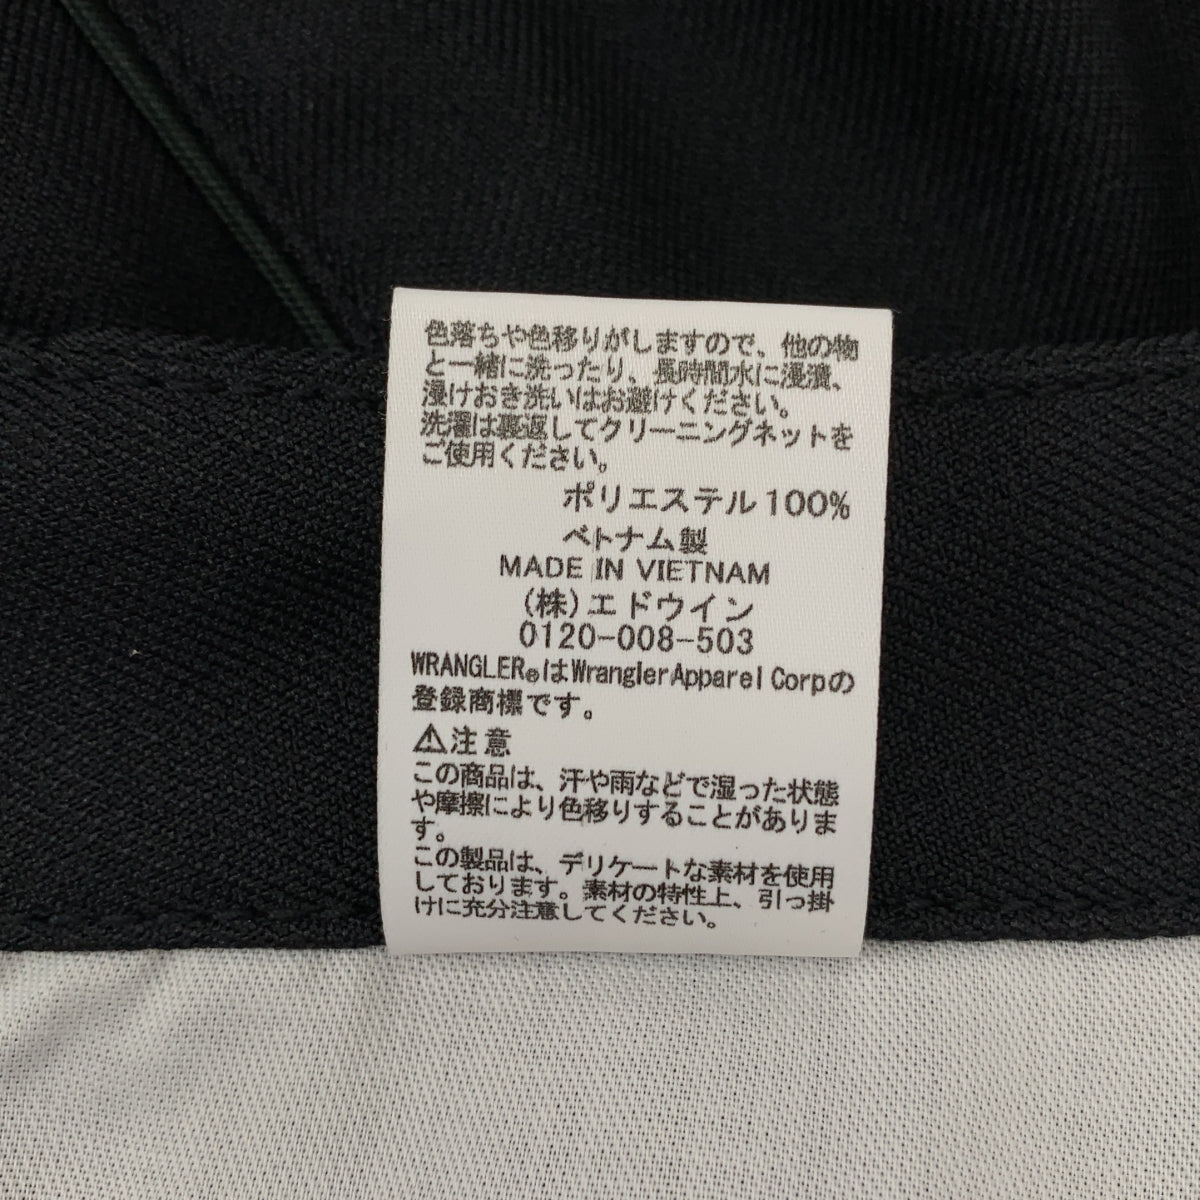 色落ちや色移りがしますので、他の物
と一緒に洗ったり、長時間水に浸漬、
浸けおき洗いはお避けください。
洗濯は裏返してクリーニングネットを
ご使用ください。
ポリエステル100%
ベトナム製
MADE IN VIETNAM
(株)エドウイン
0120-008-503
WRANGLER®はWrangler Apparel Corpの
登録商標です。
⚠注意
この商品は、汗や雨などで湿った状態
や摩擦により色移りすることがありま
す。
この製品は、デリケートな素材を使用
しております。素材の特性上、引っ掛
けに充分注意してください。